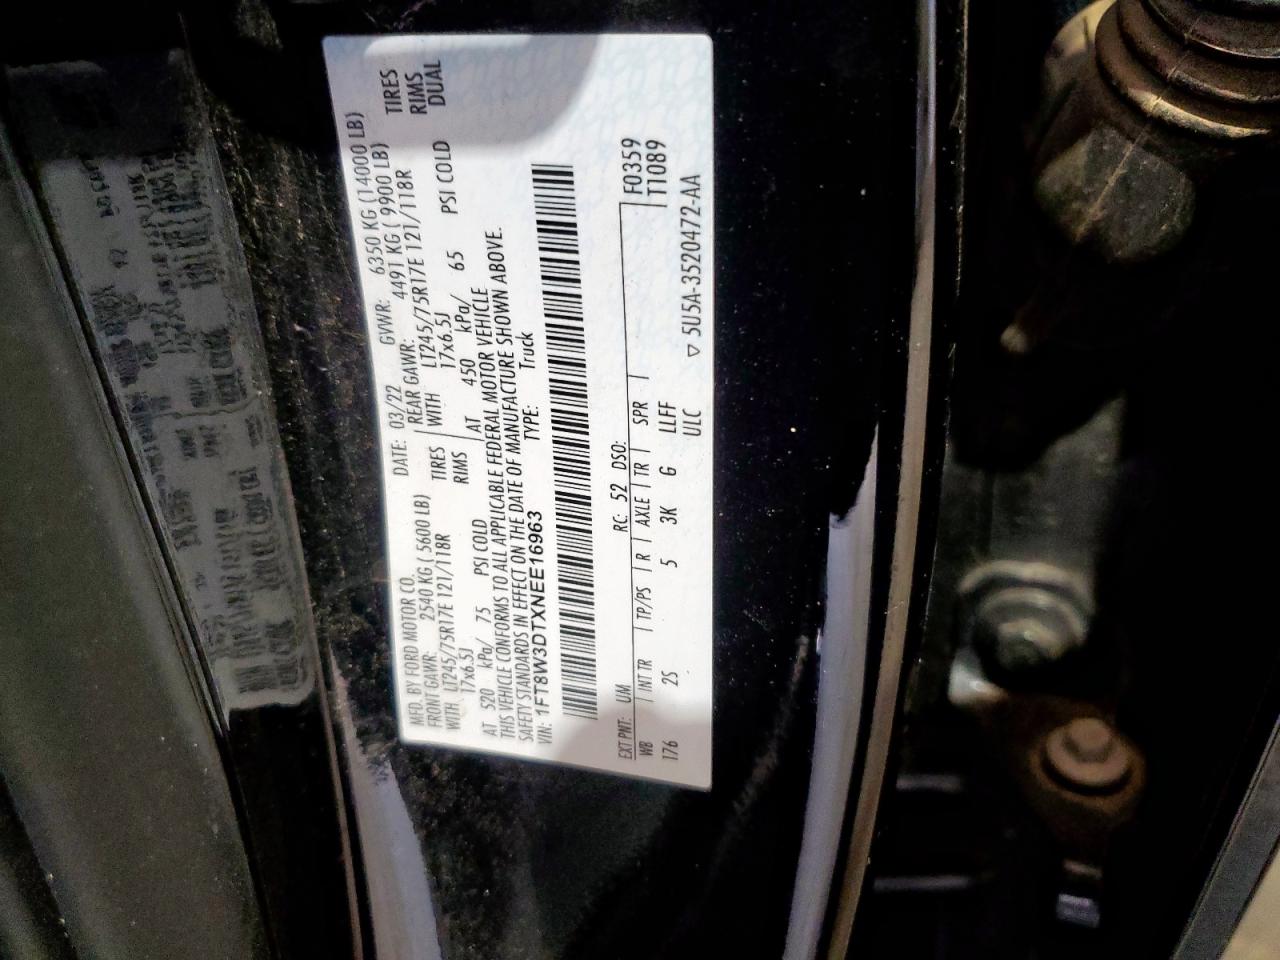 MFD. BY FORD MOTOR CO.
DATE: 03/22 GVWR: 6350 KG (14000 LB)
FRONT GAWR: 2540 KG (5600 LB)
REAR GAWR: 4491 KG (9900 LB)
WITH LT245/75R17E 121/118R TIRES
WITH LT245/75R17E 121/118R TIRES
17x6.5J RIMS
17x6.5J RIMS
AT 520 kPa/ 75 PSI COLD
AT 450 kPa/ 65 PSI COLD DUAL
THIS VEHICLE CONFORMS TO ALL APPLICABLE FEDERAL MOTOR VEHICLE
SAFETY STANDARDS IN EFFECT ON THE DATE OF MANUFACTURE SHOWN ABOVE.
VIN: 1FT8W3DTXNEE16963 TYPE: Truck
EXT PNT: UM RC: 52 DSO: F0359
WB INT TR TP/PS R AXLE TR SPR T1089
176 2S 5 3K G LLFF
ULC ▽ 5U5A-3520472-AA